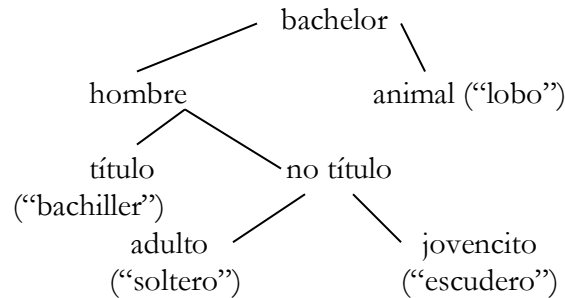 bachelor
hombre animal (“lobo”)
título no título
(“bachiller”)
adulto jovencito
(“soltero”) (“escudero”)